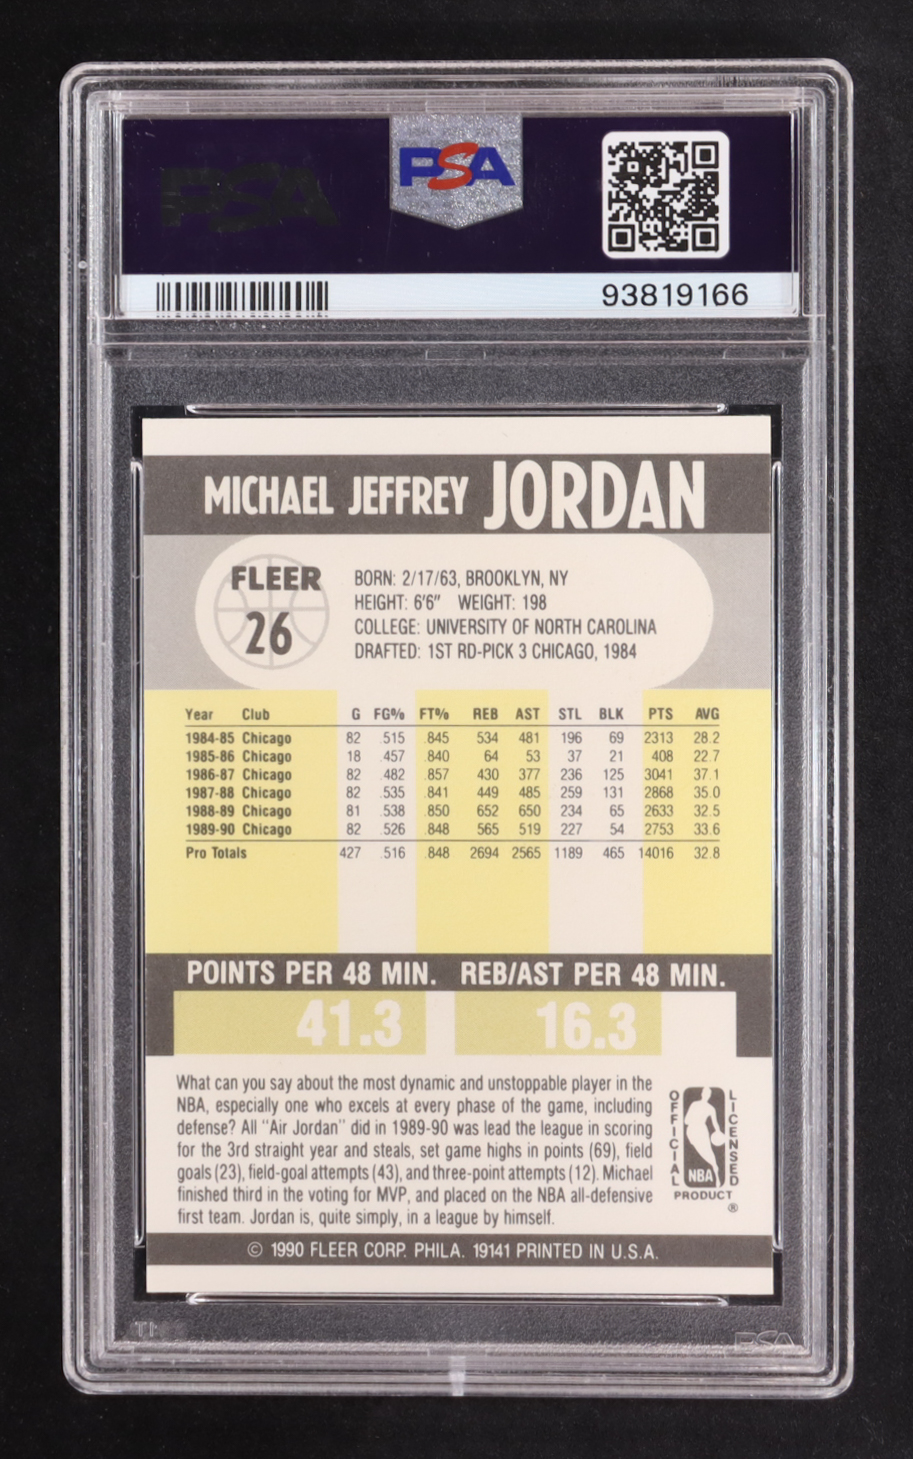 PSA
PSA
93819166
MICHAEL JEFFREY JORDAN
FLEER
26
BORN: 2/17/63, BROOKLYN, NY
HEIGHT: 6'6" WEIGHT: 198
COLLEGE: UNIVERSITY OF NORTH CAROLINA
DRAFTED: 1ST RD-PICK 3 CHICAGO, 1984
Year Club G FG% FT% REB AST STL BLK PTS AVG
1984-85 Chicago 82 .515 .845 534 481 196 69 2313 28.2
1985-86 Chicago 18 .457 .840 64 53 37 21 408 22.7
1986-87 Chicago 82 .482 .857 430 377 236 125 3041 37.1
1987-88 Chicago 82 .535 .841 449 485 259 131 2868 35.0
1988-89 Chicago 81 .538 .850 652 650 234 65 2633 32.5
1989-90 Chicago 82 .526 .848 565 519 227 54 2753 33.6
Pro Totals 427 .516 .848 2694 2565 1189 465 14016 32.8
POINTS PER 48 MIN. REB/AST PER 48 MIN.
41.3 16.3
What can you say about the most dynamic and unstoppable player in the
NBA, especially one who excels at every phase of the game, including
defense? All "Air Jordan" did in 1989-90 was lead the league in scoring
for the 3rd straight year and steals, set game highs in points (69), field
goals (23), field-goal attempts (43), and three-point attempts (12). Michael
finished third in the voting for MVP, and placed on the NBA all-defensive
first team. Jordan is, quite simply, in a league by himself.
OFFICIAL
LICENSED
NBA
PRODUCT
®
© 1990 FLEER CORP. PHILA. 19141 PRINTED IN U.S.A.
PSA